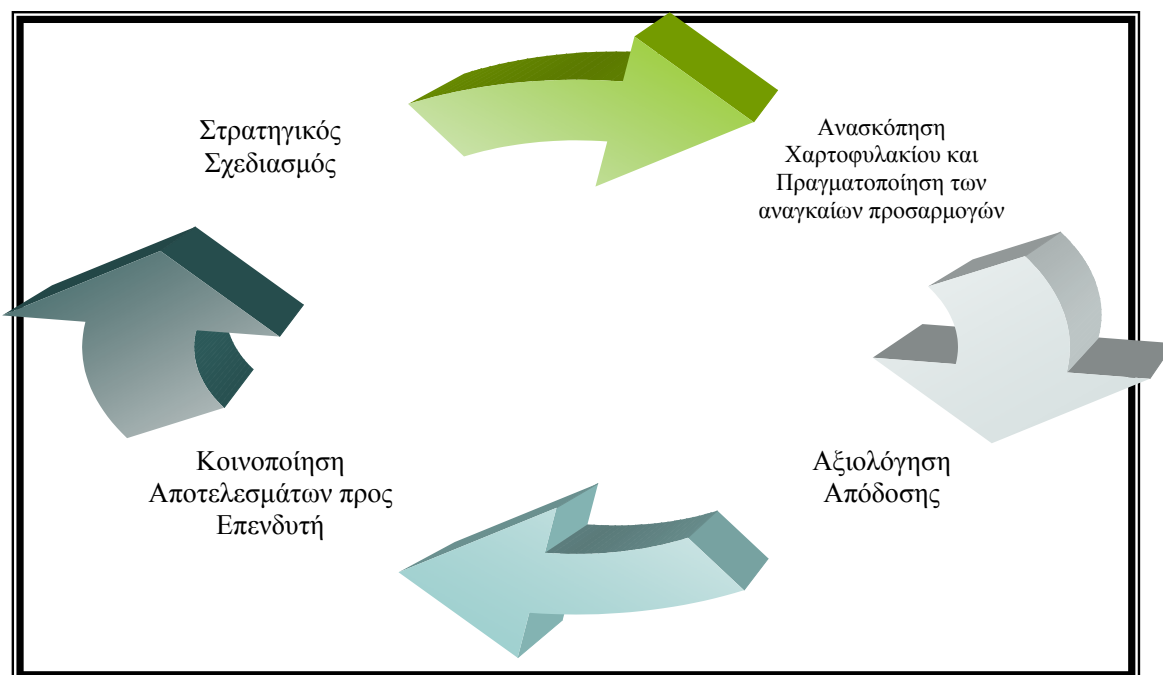 Στρατηγικός
Σχεδιασμός
Ανασκόπηση
Χαρτοφυλακίου και
Πραγματοποίηση των
αναγκαίων προσαρμογών
Κοινοποίηση
Αποτελεσμάτων προς
Επενδυτή
Αξιολόγηση
Απόδοσης